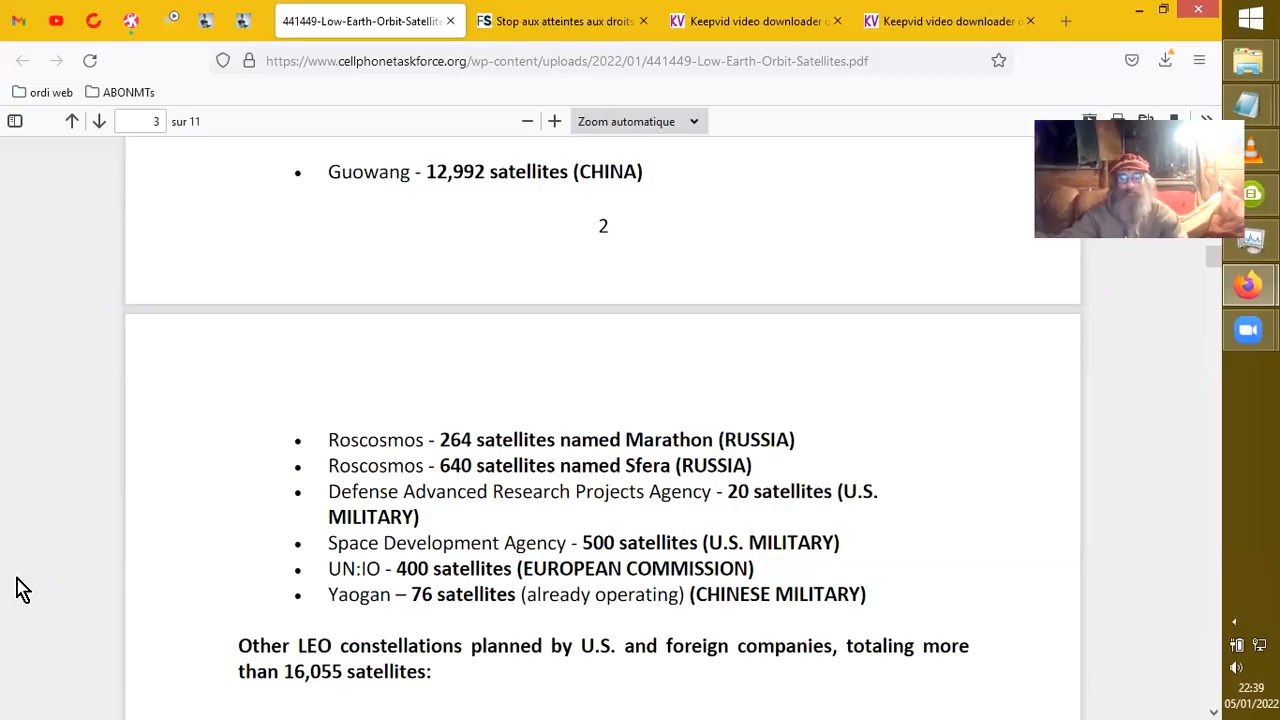 441449-Low-Earth-Orbit-Satellite
Stop aux atteintes aux droits
Keepvid video downloader o
Keepvid video downloader o
https://www.cellphonetaskforce.org/wp-content/uploads/2022/01/441449-Low-Earth-Orbit-Satellites.pdf
ordi web
ABONMTs
3 sur 11
Zoom automatique
• Guowang - 12,992 satellites (CHINA)
2
• Roscosmos - 264 satellites named Marathon (RUSSIA)
• Roscosmos - 640 satellites named Sfera (RUSSIA)
• Defense Advanced Research Projects Agency - 20 satellites (U.S.
MILITARY)
• Space Development Agency - 500 satellites (U.S. MILITARY)
• UN:IO - 400 satellites (EUROPEAN COMMISSION)
• Yaogan – 76 satellites (already operating) (CHINESE MILITARY)
Other LEO constellations planned by U.S. and foreign companies, totaling more
than 16,055 satellites:
22:39
05/01/2022